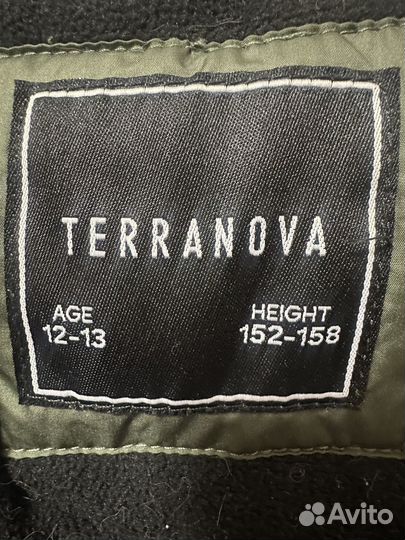 TERRANOVA
AGE HEIGHT
12-13 152-158
Avito